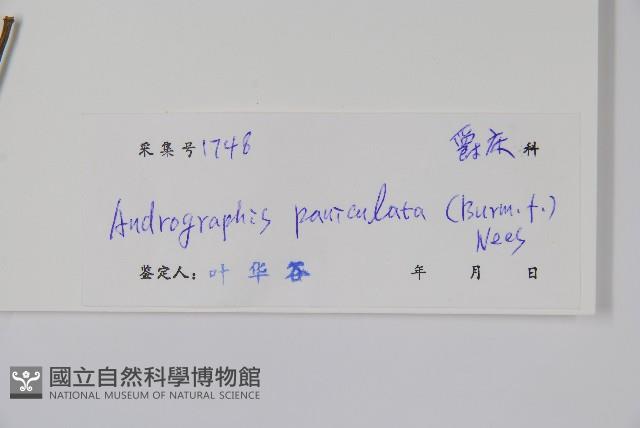 采集号 1746 爵床 科
Andrographis paniculata (Burm. f.)
Nees
鉴定人: 叶华谷 年 月 日
國立自然科學博物館
NATIONAL MUSEUM OF NATURAL SCIENCE